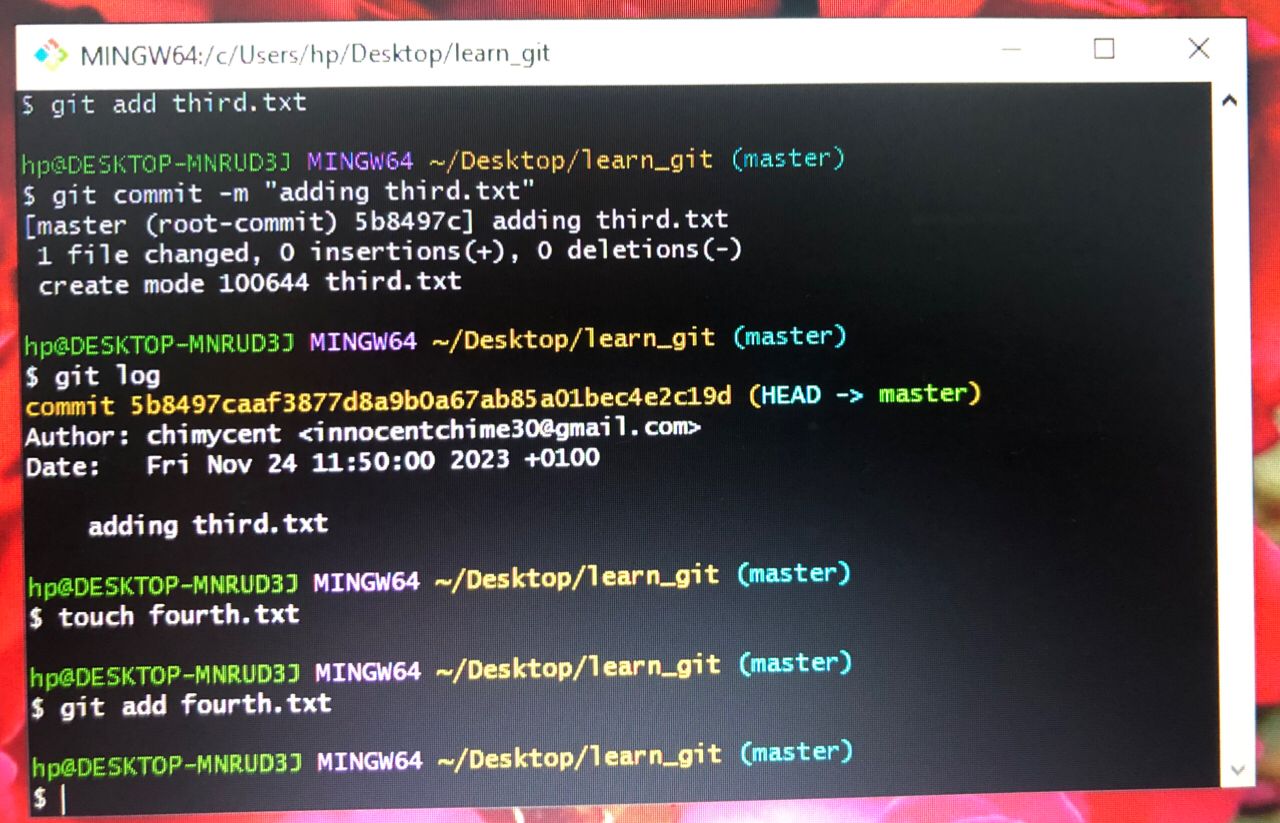 MINGW64:/c/Users/hp/Desktop/learn_git
$ git add third.txt
hp@DESKTOP-MNRUD3J MINGW64 ~/Desktop/learn_git (master)
$ git commit -m "adding third.txt"
[master (root-commit) 5b8497c] adding third.txt
1 file changed, 0 insertions(+), 0 deletions(-)
create mode 100644 third.txt
hp@DESKTOP-MNRUD3J MINGW64 ~/Desktop/learn_git (master)
$ git log
commit 5b8497caaf3877d8a9b0a67ab85a01bec4e2c19d (HEAD -> master)
Author: chimycent <innocentchime30@gmail.com>
Date:   Fri Nov 24 11:50:00 2023 +0100
adding third.txt
hp@DESKTOP-MNRUD3J MINGW64 ~/Desktop/learn_git (master)
$ touch fourth.txt
hp@DESKTOP-MNRUD3J MINGW64 ~/Desktop/learn_git (master)
$ git add fourth.txt
hp@DESKTOP-MNRUD3J MINGW64 ~/Desktop/learn_git (master)
$